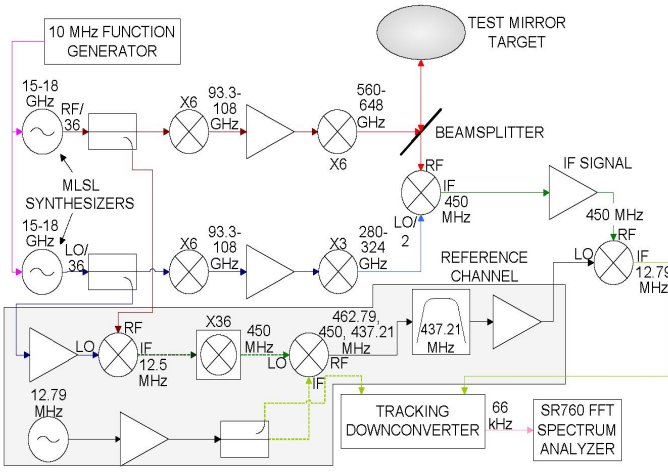 10 MHz FUNCTION
GENERATOR
TEST MIRROR
TARGET
15-18
GHz
RF/
36
X6
93.3-
108
GHz
X6
560-
648
GHz
BEAMSPLITTER
MLSL
SYNTHESIZERS
RF
IF
450
MHz
LO/
2
IF SIGNAL
450 MHz
RF
LO
IF
12.79
15-18
GHz
LO/
36
X6
93.3-
108
GHz
X3
280-
324
GHz
REFERENCE
CHANNEL
LO
RF
IF
12.5
MHz
X36
450
MHz
LO
462.79,
450, 437.21
MHz
RF
IF
437.21
MHz
12.79
MHz
TRACKING
DOWNCONVERTER
66
kHz
SR760 FFT
SPECTRUM
ANALYZER